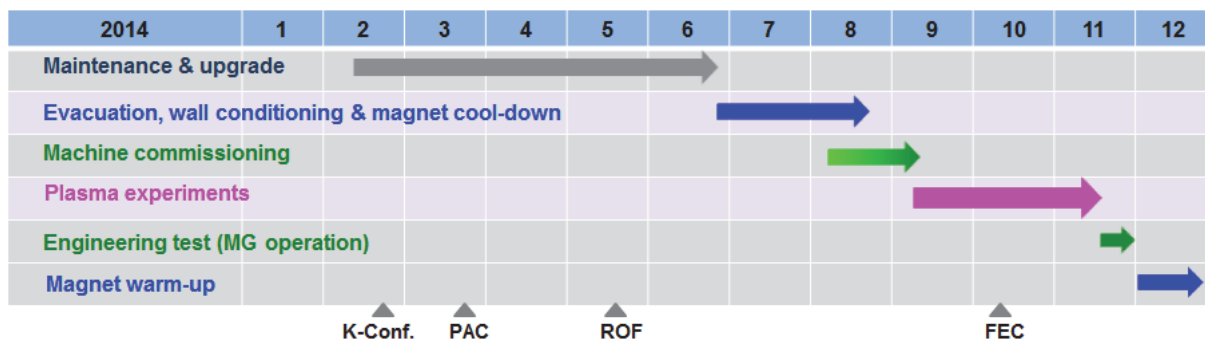 2014 1 2 3 4 5 6 7 8 9 10 11 12
Maintenance & upgrade
Evacuation, wall conditioning & magnet cool-down
Machine commissioning
Plasma experiments
Engineering test (MG operation)
Magnet warm-up
K-Conf. PAC ROF FEC